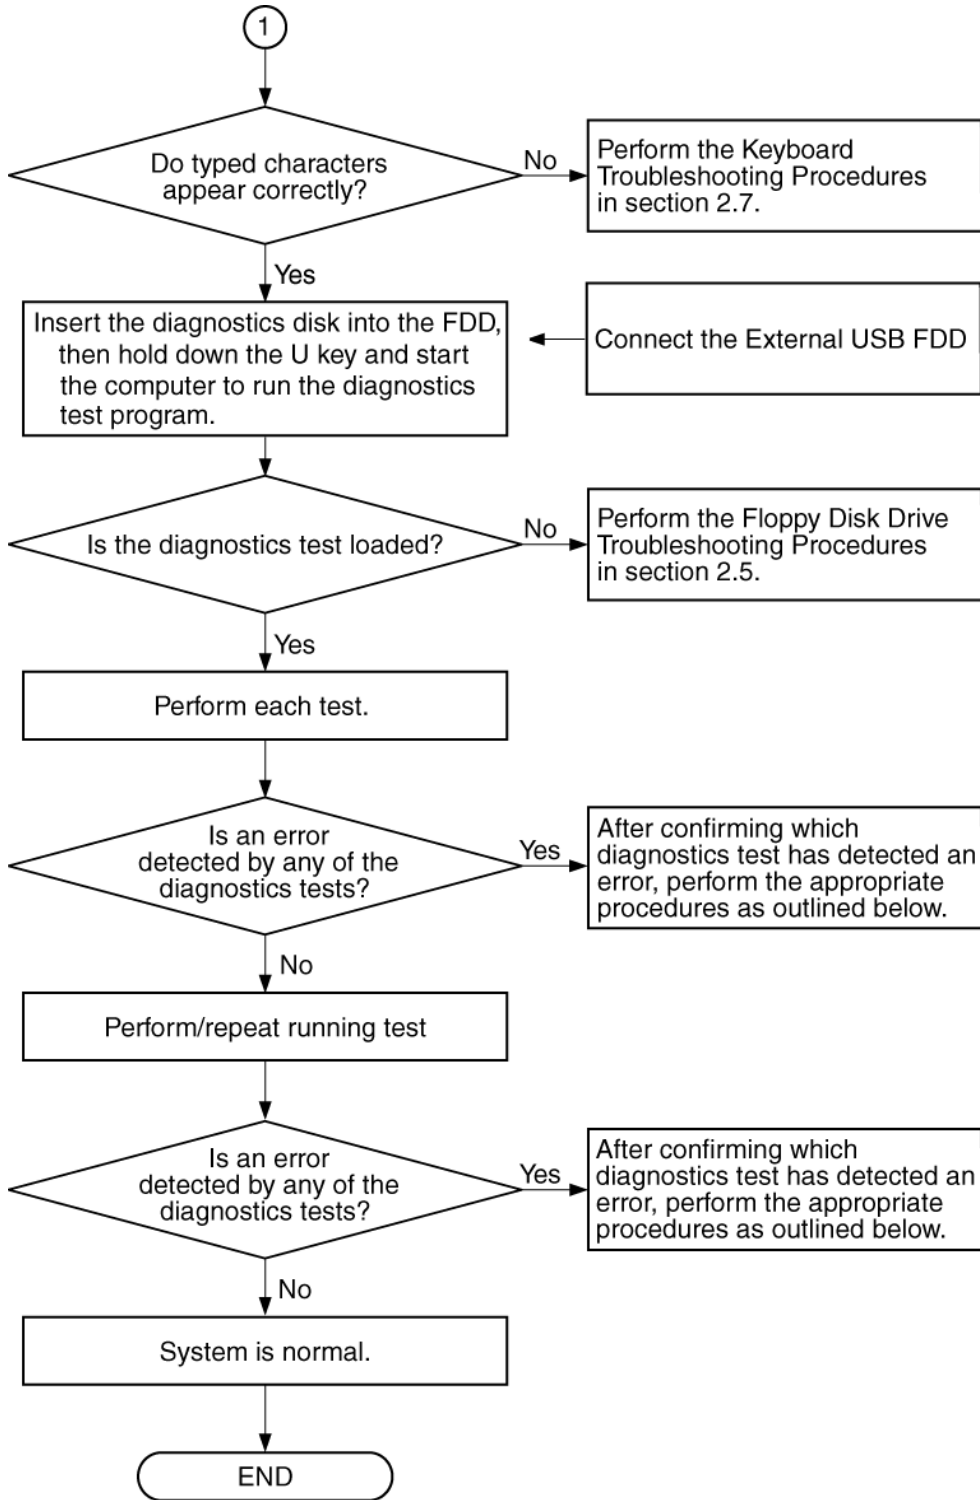 1
Do typed characters
appear correctly?
No
Perform the Keyboard
Troubleshooting Procedures
in section 2.7.
Yes
Insert the diagnostics disk into the FDD,
then hold down the U key and start
the computer to run the diagnostics
test program.
Connect the External USB FDD
Is the diagnostics test loaded?
No
Perform the Floppy Disk Drive
Troubleshooting Procedures
in section 2.5.
Yes
Perform each test.
Is an error
detected by any of the
diagnostics tests?
Yes
After confirming which
diagnostics test has detected an
error, perform the appropriate
procedures as outlined below.
No
Perform/repeat running test
Is an error
detected by any of the
diagnostics tests?
Yes
After confirming which
diagnostics test has detected an
error, perform the appropriate
procedures as outlined below.
No
System is normal.
END